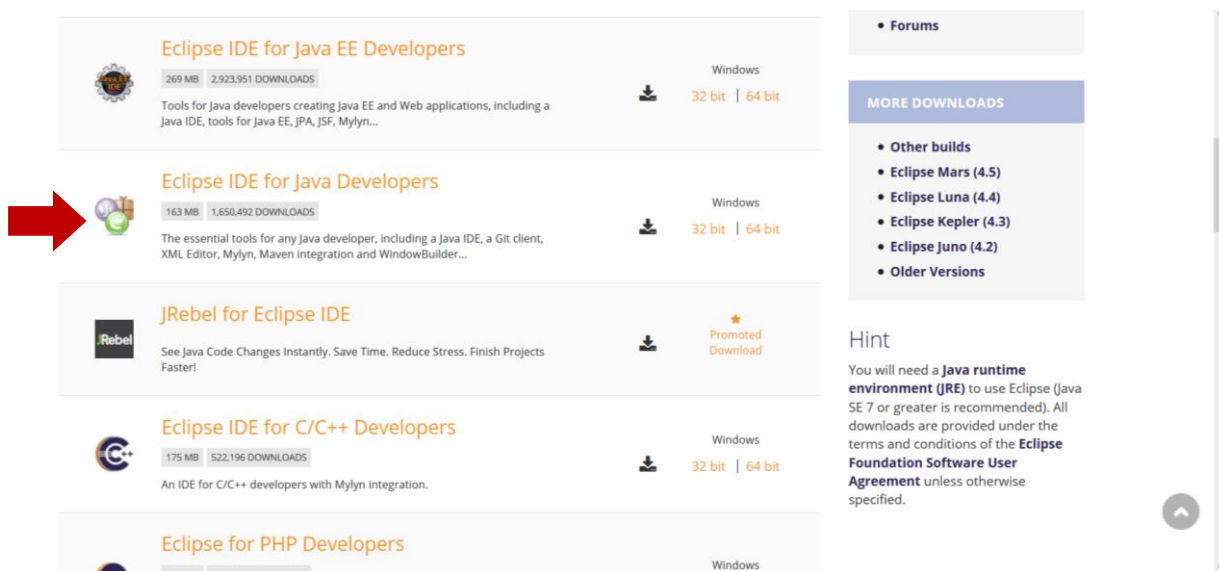 Eclipse IDE for Java EE Developers
269 MB 2,923,951 DOWNLOADS
Tools for Java developers creating Java EE and Web applications, including a
Java IDE, tools for Java EE, JPA, JSF, Mylyn...
Windows
32 bit | 64 bit
Java EE
IDE
Eclipse IDE for Java Developers
163 MB 1,650,492 DOWNLOADS
The essential tools for any Java developer, including a Java IDE, a Git client,
XML Editor, Mylyn, Maven integration and WindowBuilder...
Windows
32 bit | 64 bit
JRebel for Eclipse IDE
See Java Code Changes Instantly. Save Time. Reduce Stress. Finish Projects
Faster!
JRebel
Promoted
Download
Eclipse IDE for C/C++ Developers
175 MB 522,196 DOWNLOADS
An IDE for C/C++ developers with Mylyn integration.
C++
Windows
32 bit | 64 bit
Eclipse for PHP Developers
Windows
Forums
MORE DOWNLOADS
Other builds
Eclipse Mars (4.5)
Eclipse Luna (4.4)
Eclipse Kepler (4.3)
Eclipse Juno (4.2)
Older Versions
Hint
You will need a Java runtime
environment (JRE) to use Eclipse (Java
SE 7 or greater is recommended). All
downloads are provided under the
terms and conditions of the Eclipse
Foundation Software User
Agreement unless otherwise
specified.